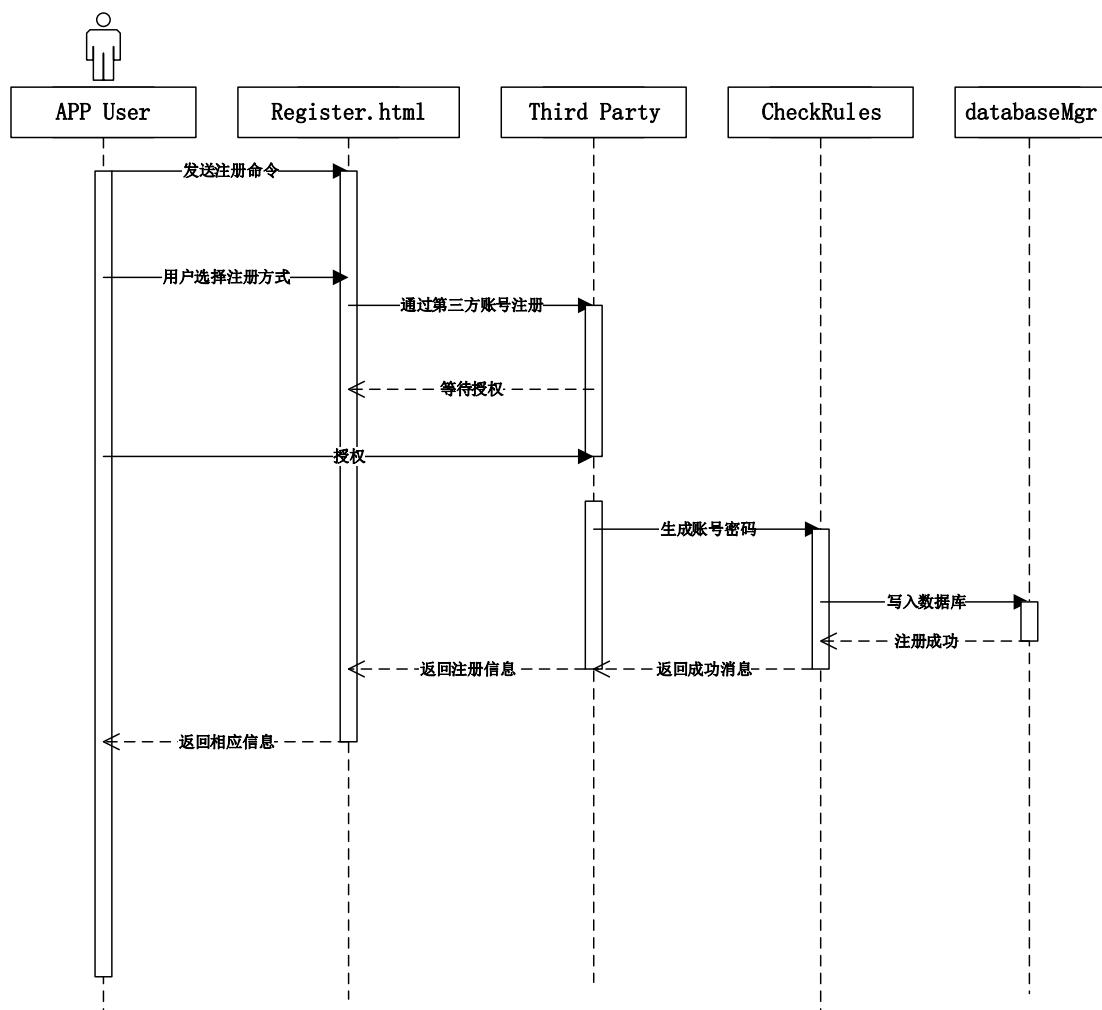 APP User
Register.html
Third Party
CheckRules
databaseMgr
发送注册命令
用户选择注册方式
通过第三方账号注册
等待授权
授权
生成账号密码
写入数据库
注册成功
返回注册信息
返回成功消息
返回相应信息